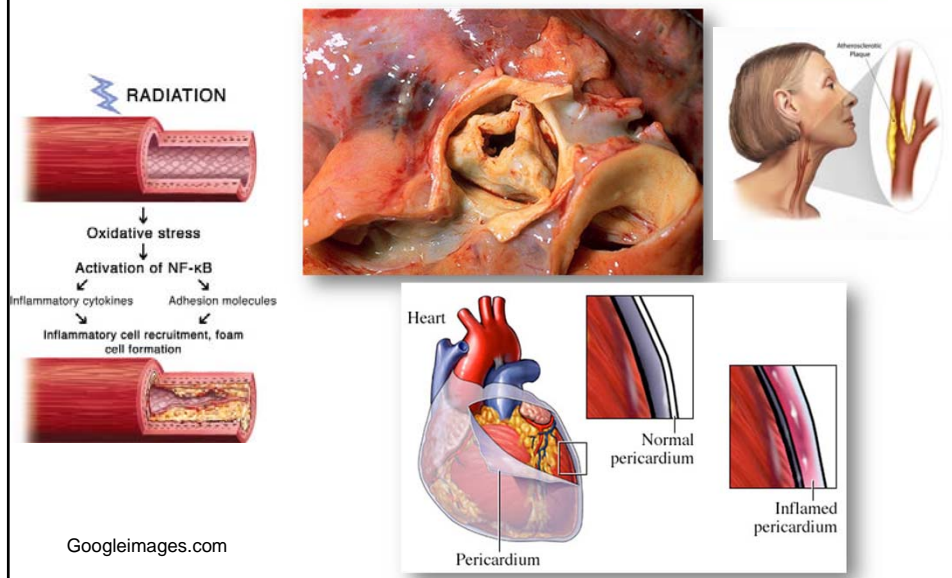 RADIATION
Oxidative stress
Activation of NF-κB
Inflammatory cytokines
Adhesion molecules
Inflammatory cell recruitment, foam
cell formation
Googleimages.com
Atherosclerotic
Plaque
Heart
Normal
pericardium
Inflamed
pericardium
Pericardium